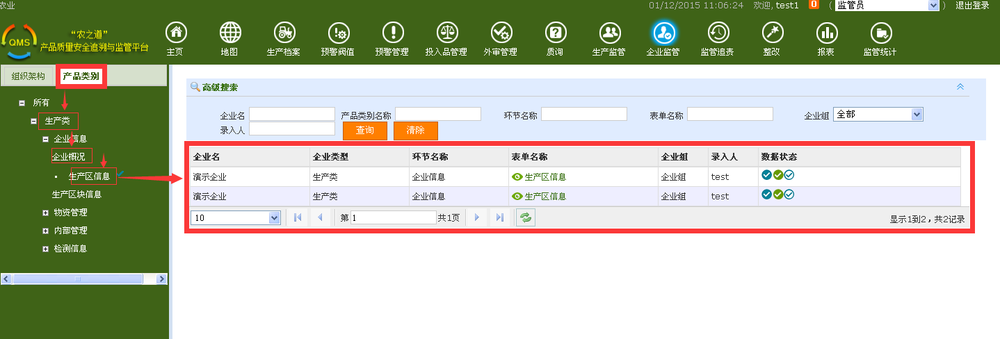 农业
01/12/2015 11:06:24 欢迎, test1 0 ( 监管员 ) 退出登录
QMS
“农之道”
产品质量安全追溯与监管平台
主页 地图 生产档案 预警阀值 预警管理 投入品管理 外审管理 质询 生产监管 企业监管 监管追责 整改 报表 监管统计
组织架构 产品类别
所有
生产类
企业信息
企业概况
生产区信息
生产区块信息
物资管理
内部管理
检测信息
高级搜索
企业名 产品类别名称 环节名称 表单名称 企业组 全部
录入人 查询 清除
企业名 企业类型 环节名称 表单名称 企业组 录入人 数据状态
演示企业 生产类 企业信息 生产区信息 企业组 test
演示企业 生产类 企业信息 生产区信息 企业组 test
10 第 1 共1页 显示1到2，共2记录